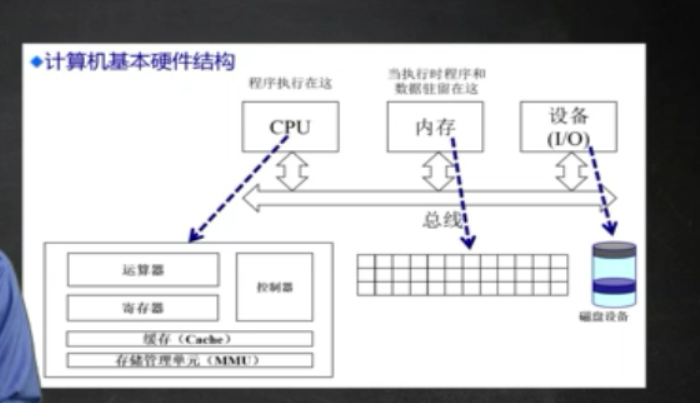 计算机基本硬件结构
程序执行在这
当执行时程序和
数据驻留在这
CPU
内存
设备
(I/O)
总线
运算器
控制器
寄存器
缓存（Cache）
存储管理单元（MMU）
磁盘设备